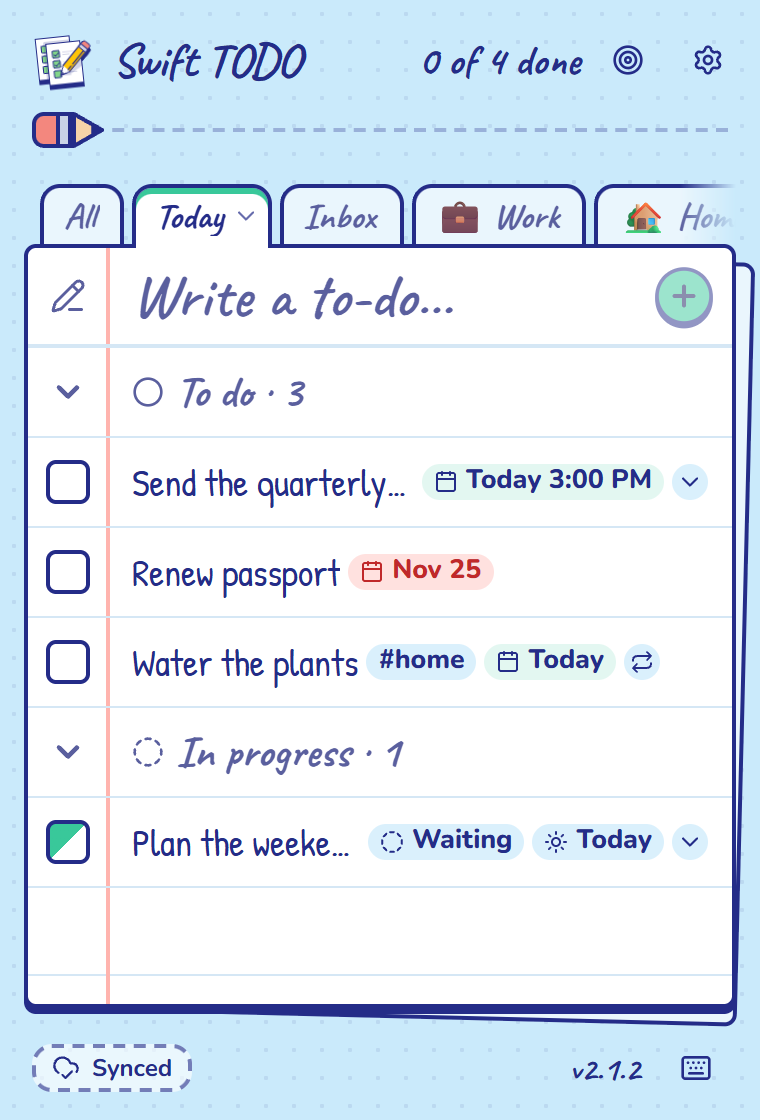 Swift TODO 0 of 4 done
All Today Inbox Work Hom
Write a to-do...
To do · 3
Send the quarterly... Today 3:00 PM
Renew passport Nov 25
Water the plants #home Today
In progress · 1
Plan the weeke... Waiting Today
Synced v2.1.2